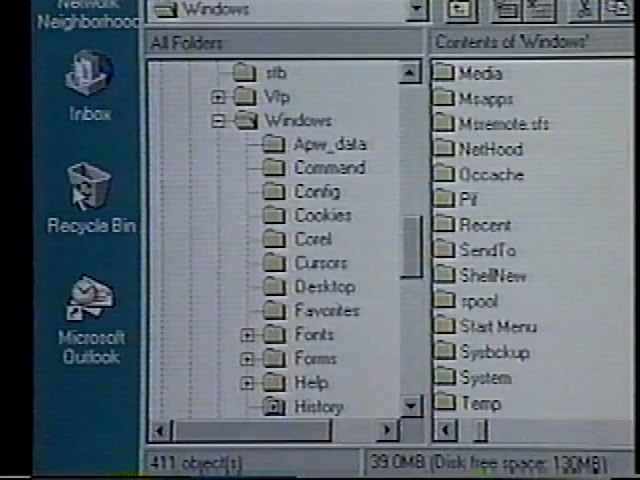 Network
Neighborhood
Inbox
Recycle Bin
Microsoft
Outlook
Windows
All Folders
Contents of 'Windows'
stb
Vfp
Windows
Apw_data
Command
Config
Cookies
Corel
Cursors
Desktop
Favorites
Fonts
Forms
Help
History
Media
Msapps
Msremote.sfs
NetHood
Occache
Pif
Recent
SendTo
ShellNew
spool
Start Menu
Sysbckup
System
Temp
411 object(s)
39.0MB (Disk free space: 130MB)